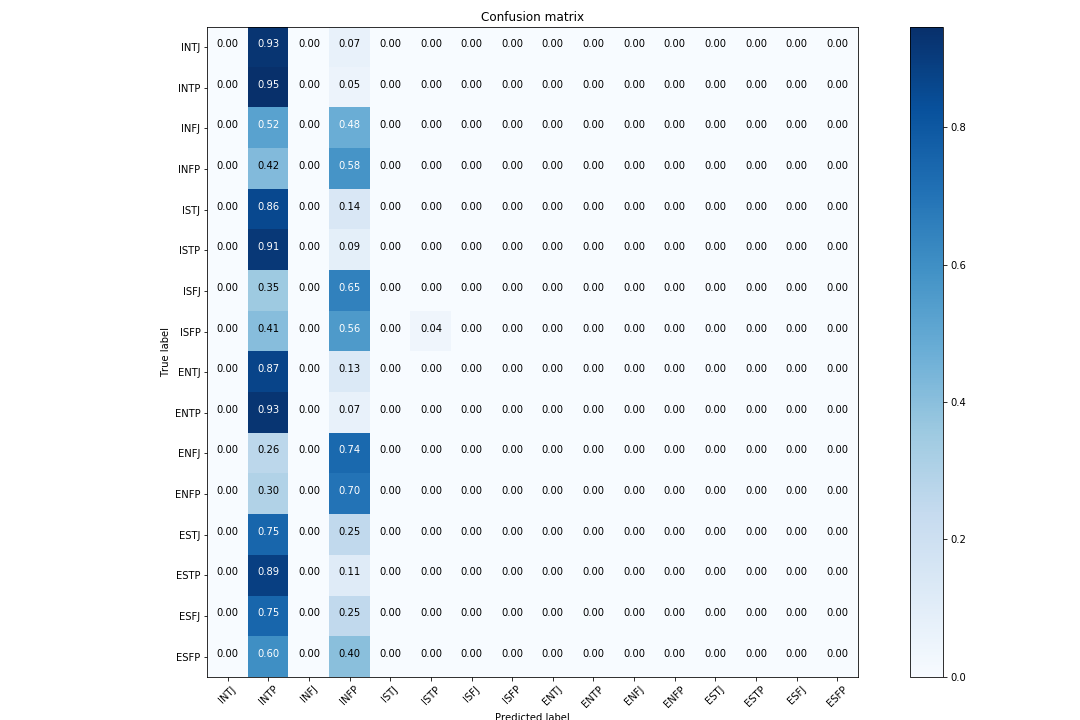 Confusion matrix
INTJ 0.00 0.93 0.00 0.07 0.00 0.00 0.00 0.00 0.00 0.00 0.00 0.00 0.00 0.00 0.00 0.00
INTP 0.00 0.95 0.00 0.05 0.00 0.00 0.00 0.00 0.00 0.00 0.00 0.00 0.00 0.00 0.00 0.00
INFJ 0.00 0.52 0.00 0.48 0.00 0.00 0.00 0.00 0.00 0.00 0.00 0.00 0.00 0.00 0.00 0.00
INFP 0.00 0.42 0.00 0.58 0.00 0.00 0.00 0.00 0.00 0.00 0.00 0.00 0.00 0.00 0.00 0.00
ISTJ 0.00 0.86 0.00 0.14 0.00 0.00 0.00 0.00 0.00 0.00 0.00 0.00 0.00 0.00 0.00 0.00
ISTP 0.00 0.91 0.00 0.09 0.00 0.00 0.00 0.00 0.00 0.00 0.00 0.00 0.00 0.00 0.00 0.00
ISFJ 0.00 0.35 0.00 0.65 0.00 0.00 0.00 0.00 0.00 0.00 0.00 0.00 0.00 0.00 0.00 0.00
ISFP 0.00 0.41 0.00 0.56 0.00 0.04 0.00 0.00 0.00 0.00 0.00 0.00 0.00 0.00 0.00 0.00
ENTJ 0.00 0.87 0.00 0.13 0.00 0.00 0.00 0.00 0.00 0.00 0.00 0.00 0.00 0.00 0.00 0.00
ENTP 0.00 0.93 0.00 0.07 0.00 0.00 0.00 0.00 0.00 0.00 0.00 0.00 0.00 0.00 0.00 0.00
ENFJ 0.00 0.26 0.00 0.74 0.00 0.00 0.00 0.00 0.00 0.00 0.00 0.00 0.00 0.00 0.00 0.00
ENFP 0.00 0.30 0.00 0.70 0.00 0.00 0.00 0.00 0.00 0.00 0.00 0.00 0.00 0.00 0.00 0.00
ESTJ 0.00 0.75 0.00 0.25 0.00 0.00 0.00 0.00 0.00 0.00 0.00 0.00 0.00 0.00 0.00 0.00
ESTP 0.00 0.89 0.00 0.11 0.00 0.00 0.00 0.00 0.00 0.00 0.00 0.00 0.00 0.00 0.00 0.00
ESFJ 0.00 0.75 0.00 0.25 0.00 0.00 0.00 0.00 0.00 0.00 0.00 0.00 0.00 0.00 0.00 0.00
ESFP 0.00 0.60 0.00 0.40 0.00 0.00 0.00 0.00 0.00 0.00 0.00 0.00 0.00 0.00 0.00 0.00
True label
INTJ INTP INFJ INFP ISTJ ISTP ISFJ ISFP ENTJ ENTP ENFJ ENFP ESTJ ESTP ESFJ ESFP
Predicted label
0.8
0.6
0.4
0.2
0.0